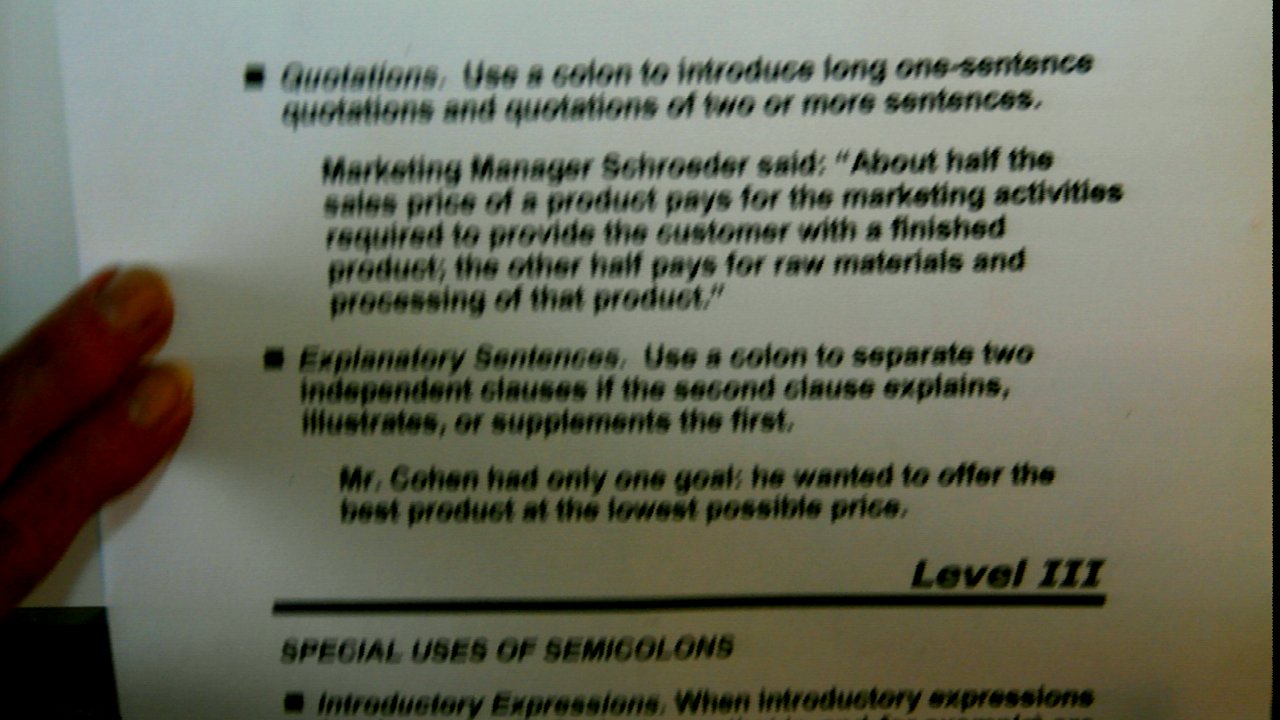 ■ Quotations. Use a colon to introduce long one-sentence
quotations and quotations of two or more sentences.
Marketing Manager Schroeder said: "About half the
sales price of a product pays for the marketing activities
required to provide the customer with a finished
product; the other half pays for raw materials and
processing of that product."
■ Explanatory Sentences. Use a colon to separate two
independent clauses if the second clause explains,
illustrates, or supplements the first.
Mr. Cohen had only one goal: he wanted to offer the
best product at the lowest possible price.
Level III
SPECIAL USES OF SEMICOLONS
■ Introductory Expressions. When introductory expressions